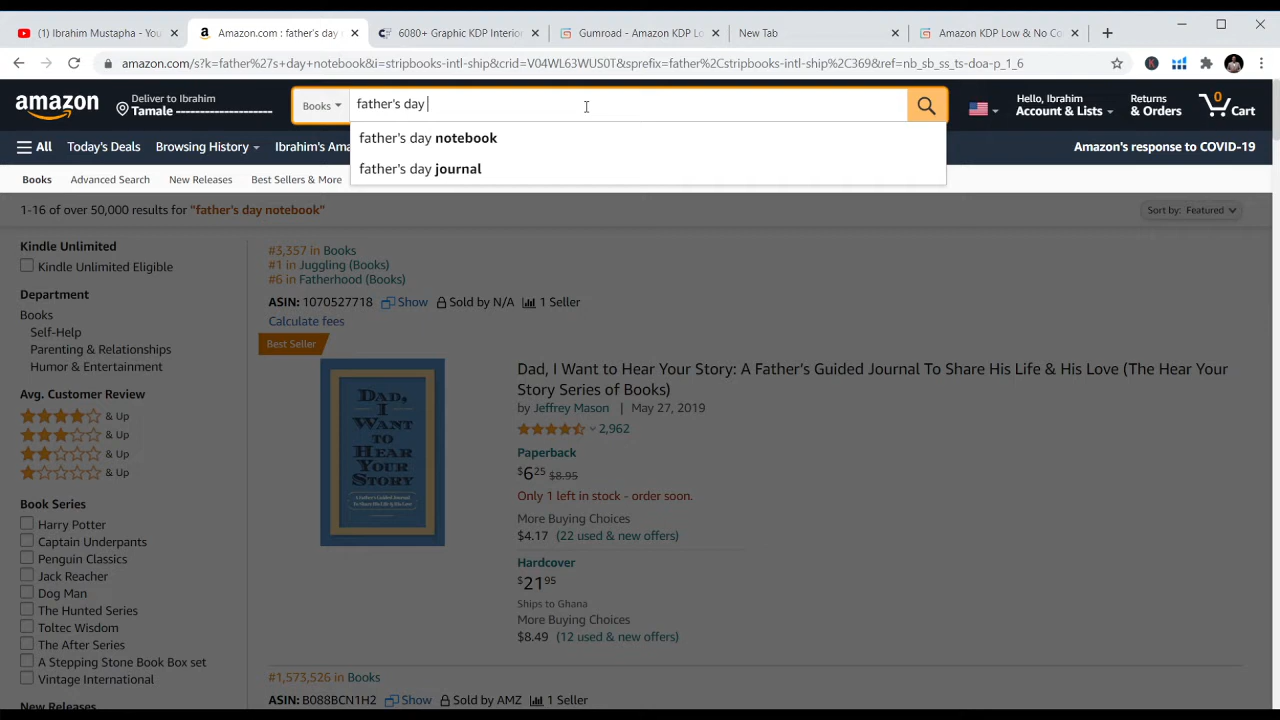 (1) Ibrahim Mustapha - You
Amazon.com : father's day
6080+ Graphic KDP Interior
Gumroad - Amazon KDP Lo
New Tab
Amazon KDP Low & No Co
amazon.com/s?k=father%27s+day+notebook&i=stripbooks-intl-ship&crid=V04WL63WUS0T&sprefix=father%2Cstripbooks-intl-ship%2C369&ref=nb_sb_ss_ts-doa-p_1_6
amazon
Deliver to Ibrahim
Tamale
Books
father's day
Hello, Ibrahim
Account & Lists
Returns
& Orders
0
Cart
father's day notebook
father's day journal
All
Today's Deals
Browsing History
Ibrahim's Ama
Amazon's response to COVID-19
Books
Advanced Search
New Releases
Best Sellers & More
1-16 of over 50,000 results for "father's day notebook"
Sort by: Featured
Kindle Unlimited
Kindle Unlimited Eligible
Department
Books
Self-Help
Parenting & Relationships
Humor & Entertainment
Avg. Customer Review
& Up
& Up
& Up
& Up
Book Series
Harry Potter
Captain Underpants
Penguin Classics
Jack Reacher
Dog Man
The Hunted Series
Toltec Wisdom
The After Series
A Stepping Stone Book Box set
Vintage International
New Releases
#3,357 in Books
#1 in Juggling (Books)
#6 in Fatherhood (Books)
ASIN: 1070527718 Show Sold by N/A 1 Seller
Calculate fees
Best Seller
DAD,
I WANT
TO HEAR
YOUR
STORY
A Father's Guided Journal
To Share His Life & His Love
Dad, I Want to Hear Your Story: A Father's Guided Journal To Share His Life & His Love (The Hear Your
Story Series of Books)
by Jeffrey Mason | May 27, 2019
2,962
Paperback
$6.25 $8.95
Only 1 left in stock - order soon.
More Buying Choices
$4.17 (22 used & new offers)
Hardcover
$21.95
Ships to Ghana
More Buying Choices
$8.49 (12 used & new offers)
#1,573,526 in Books
ASIN: B088BCN1H2 Show Sold by AMZ 1 Seller